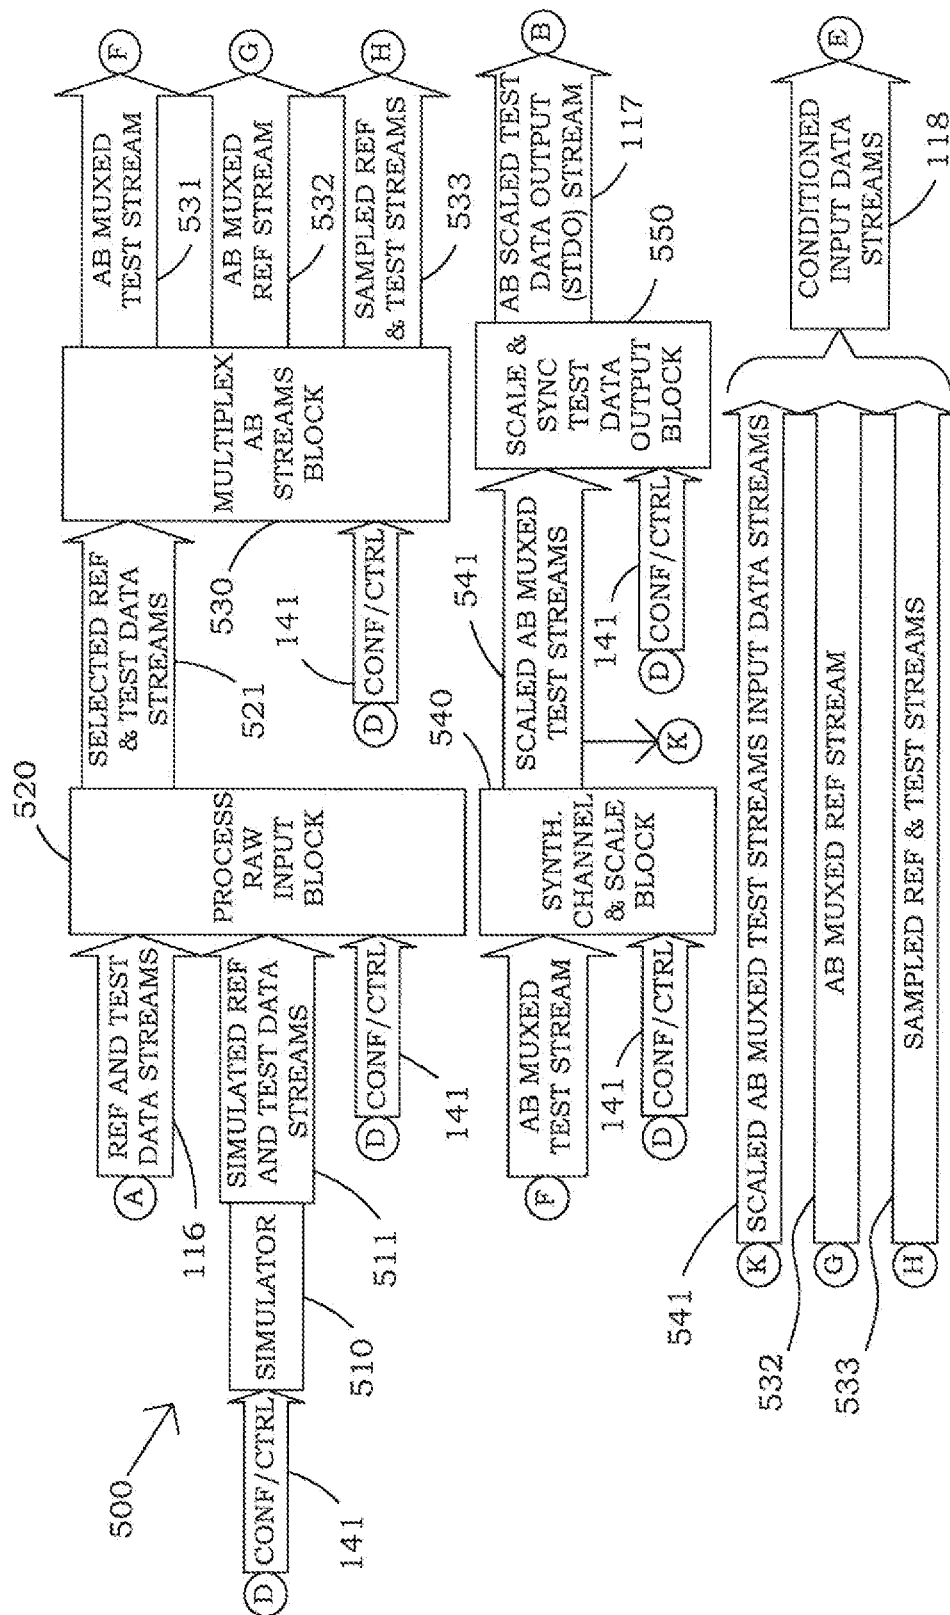 500
D
CONF/CTRL
141
SIMULATOR
510
A
REF AND TEST
DATA STREAMS
116
SIMULATED REF
AND TEST DATA
STREAMS
511
D
CONF/CTRL
141
520
PROCESS
RAW
INPUT
BLOCK
SELECTED REF
& TEST DATA
STREAMS
521
D
CONF/CTRL
141
530
MULTIPLEX
AB
STREAMS
BLOCK
AB MUXED
TEST STREAM
531
F
AB MUXED
REF STREAM
532
G
SAMPLED REF
& TEST STREAMS
533
H
F
AB MUXED
TEST STREAM
D
CONF/CTRL
141
540
SYNTH.
CHANNEL
& SCALE
BLOCK
SCALED AB MUXED
TEST STREAMS
541
K
D
CONF/CTRL
141
SCALE &
SYNC
TEST
DATA
OUTPUT
BLOCK
550
AB SCALED TEST
DATA OUTPUT
(STDO) STREAM
117
B
K
SCALED AB MUXED TEST STREAMS INPUT DATA STREAMS
541
G
AB MUXED REF STREAM
532
H
SAMPLED REF & TEST STREAMS
533
CONDITIONED
INPUT DATA
STREAMS
118
E